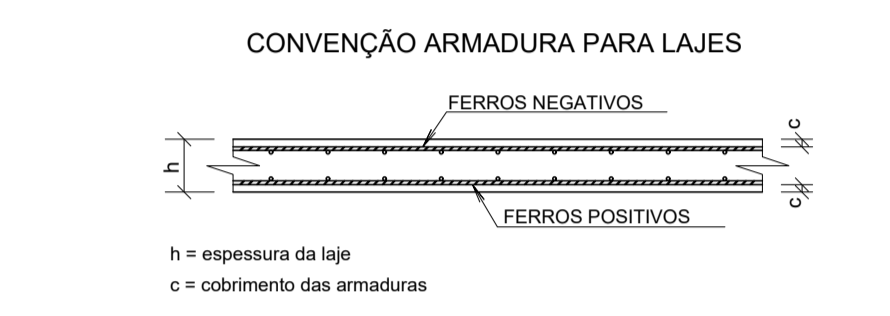 CONVENÇÃO ARMADURA PARA LAJES
FERROS NEGATIVOS
c
h
c
FERROS POSITIVOS
h = espessura da laje
c = cobrimento das armaduras